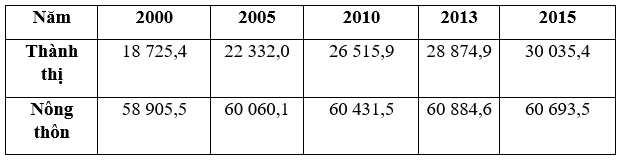 Năm 2000 2005 2010 2013 2015
Thành thị 18 725,4 22 332,0 26 515,9 28 874,9 30 035,4
Nông thôn 58 905,5 60 060,1 60 431,5 60 884,6 60 693,5